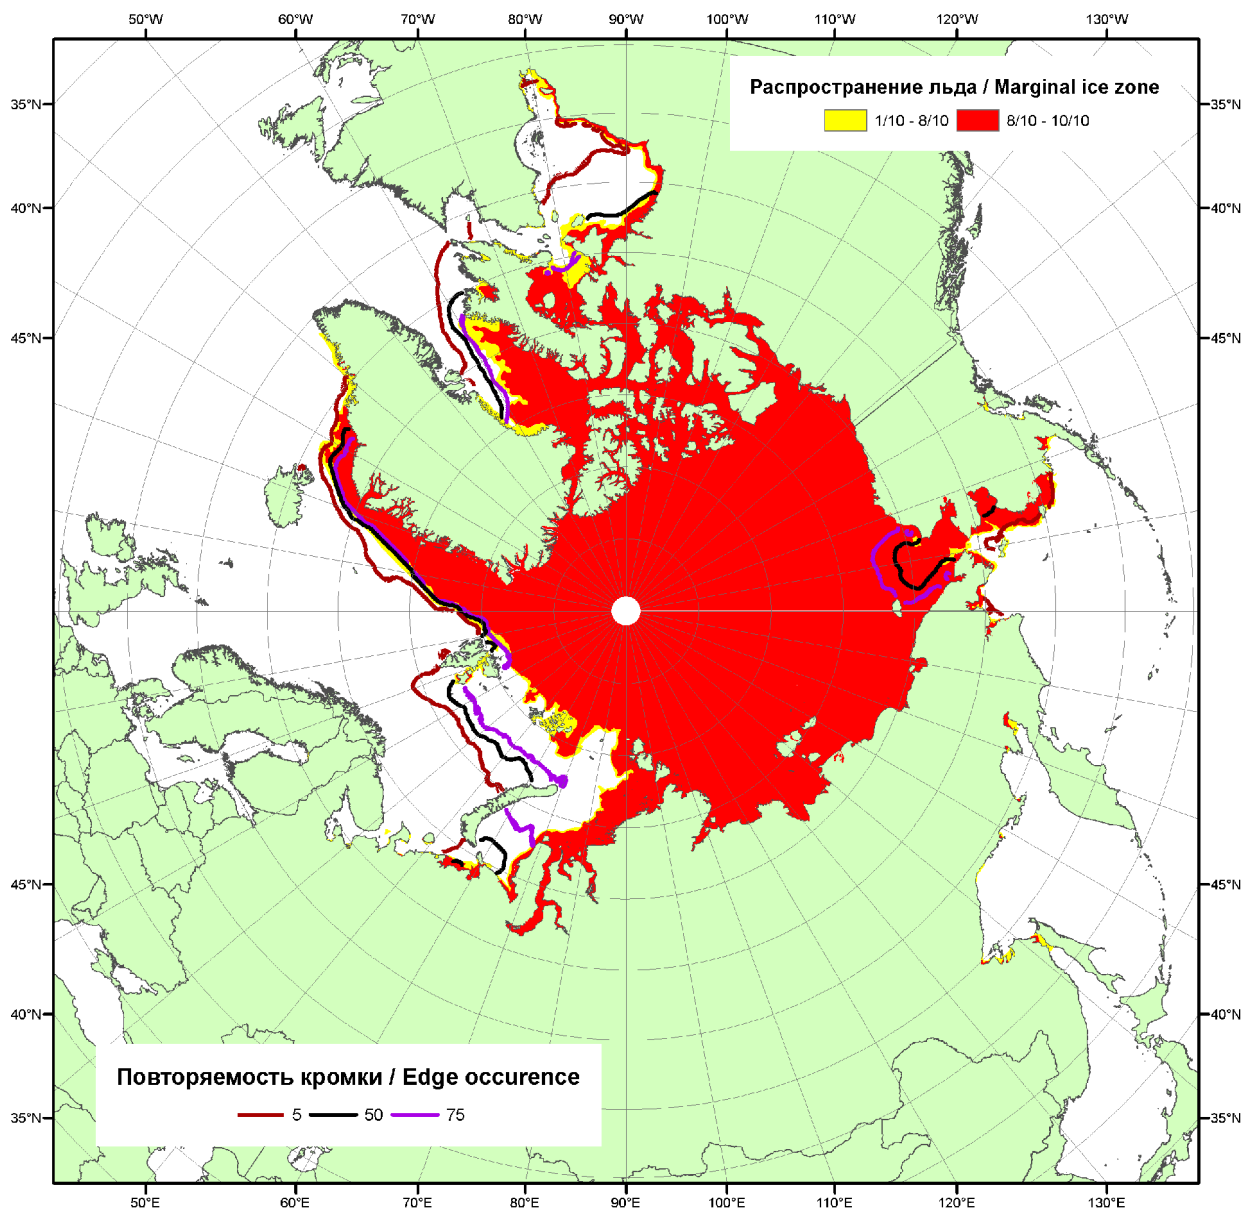 50°W 60°W 70°W 80°W 90°W 100°W 110°W 120°W 130°W
35°N 35°N
Распространение льда / Marginal ice zone
1/10 - 8/10 8/10 - 10/10
40°N 40°N
45°N 45°N
45°N 45°N
40°N 40°N
Повторяемость кромки / Edge occurence
5 50 75
35°N 35°N
50°E 60°E 70°E 80°E 90°E 100°E 110°E 120°E 130°E